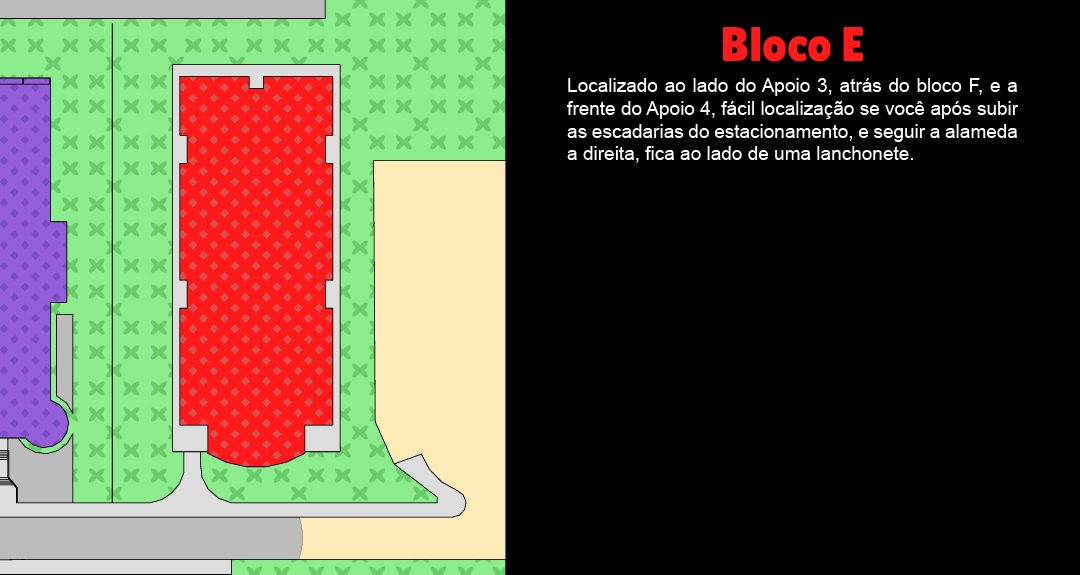 Bloco E
Localizado ao lado do Apoio 3, atrás do bloco F, e a
frente do Apoio 4, fácil localização se você após subir
as escadarias do estacionamento, e seguir a alameda
a direita, fica ao lado de uma lanchonete.